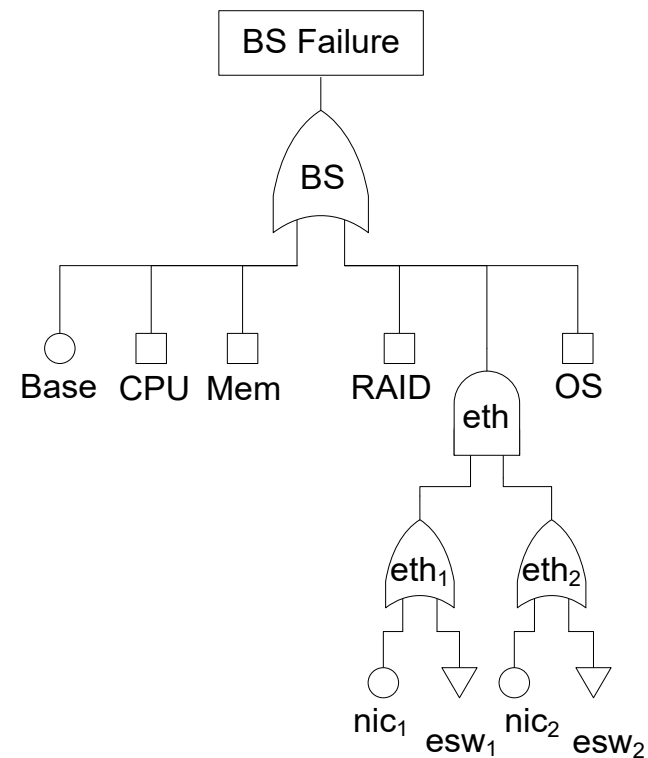 BS Failure
BS
Base CPU Mem RAID OS
eth
eth₁ eth₂
nic₁ nic₂
esw₁ esw₂